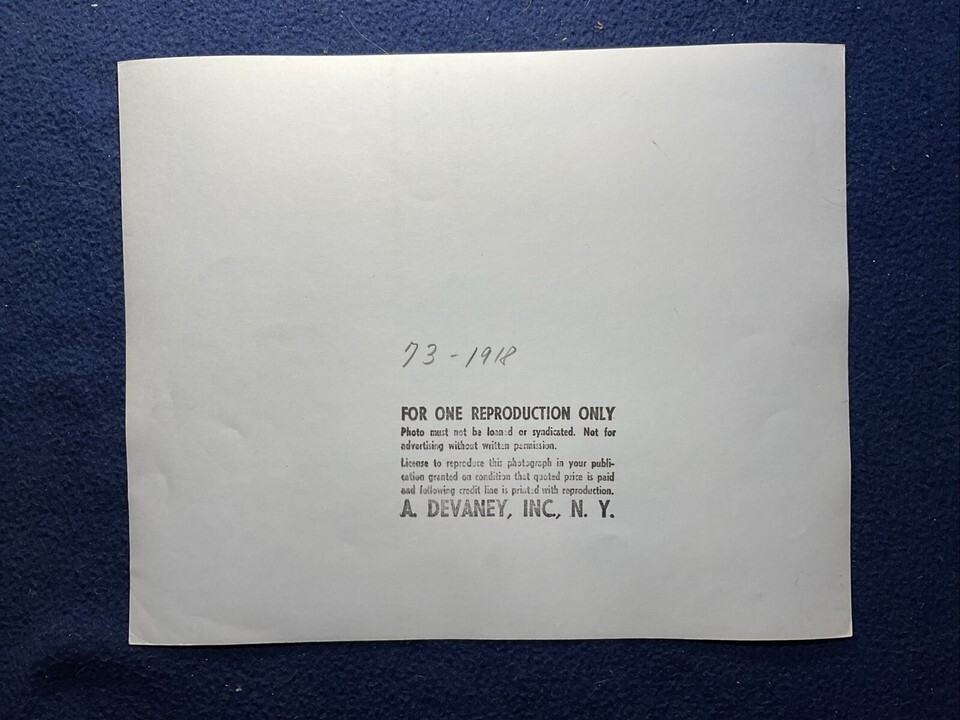 73-1918
FOR ONE REPRODUCTION ONLY
Photo must not be loaned or syndicated. Not for
advertising without written permission.
License to reproduce this photograph in your publi-
cation granted on condition that quoted price is paid
and following credit line is printed with reproduction.
A. DEVANEY, INC., N. Y.